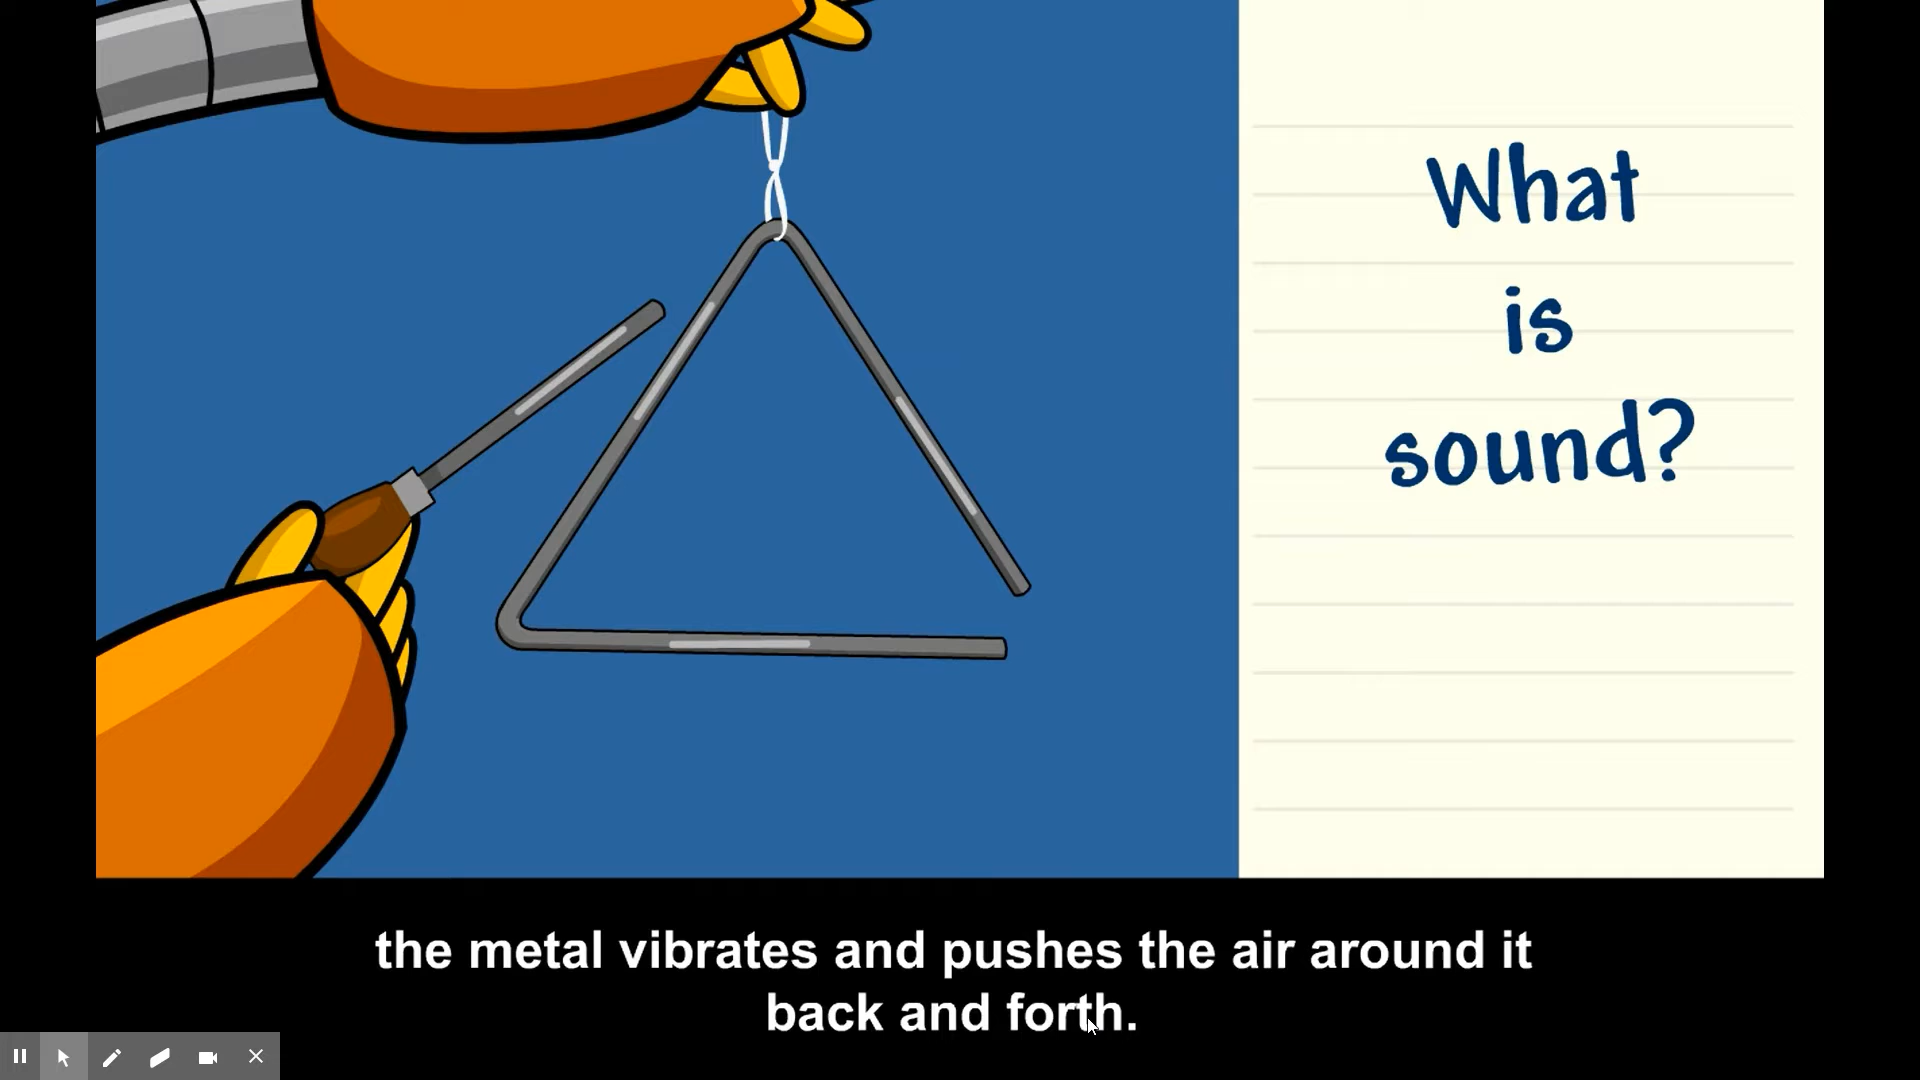 What
is
sound?
the metal vibrates and pushes the air around it
back and forth.